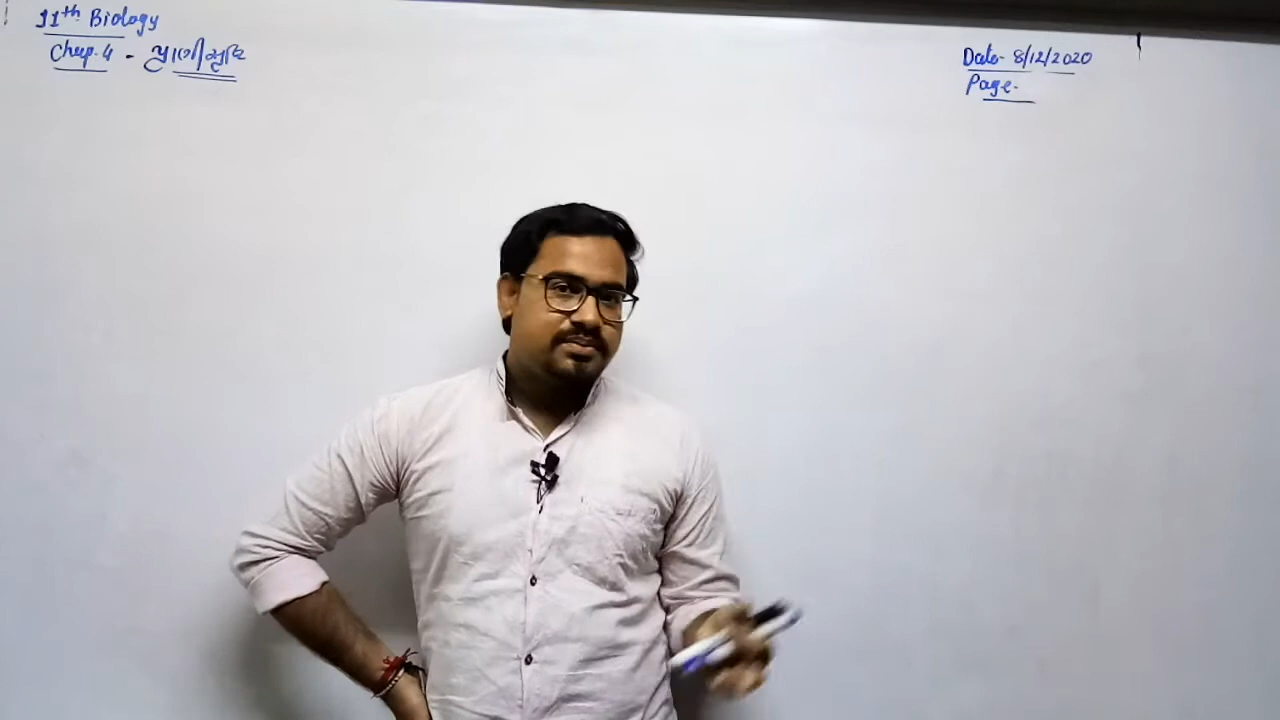 11th Biology
Chap. 4 - પ્રાણીસૃષ્ટિ
Date- 8/12/2020
Page-